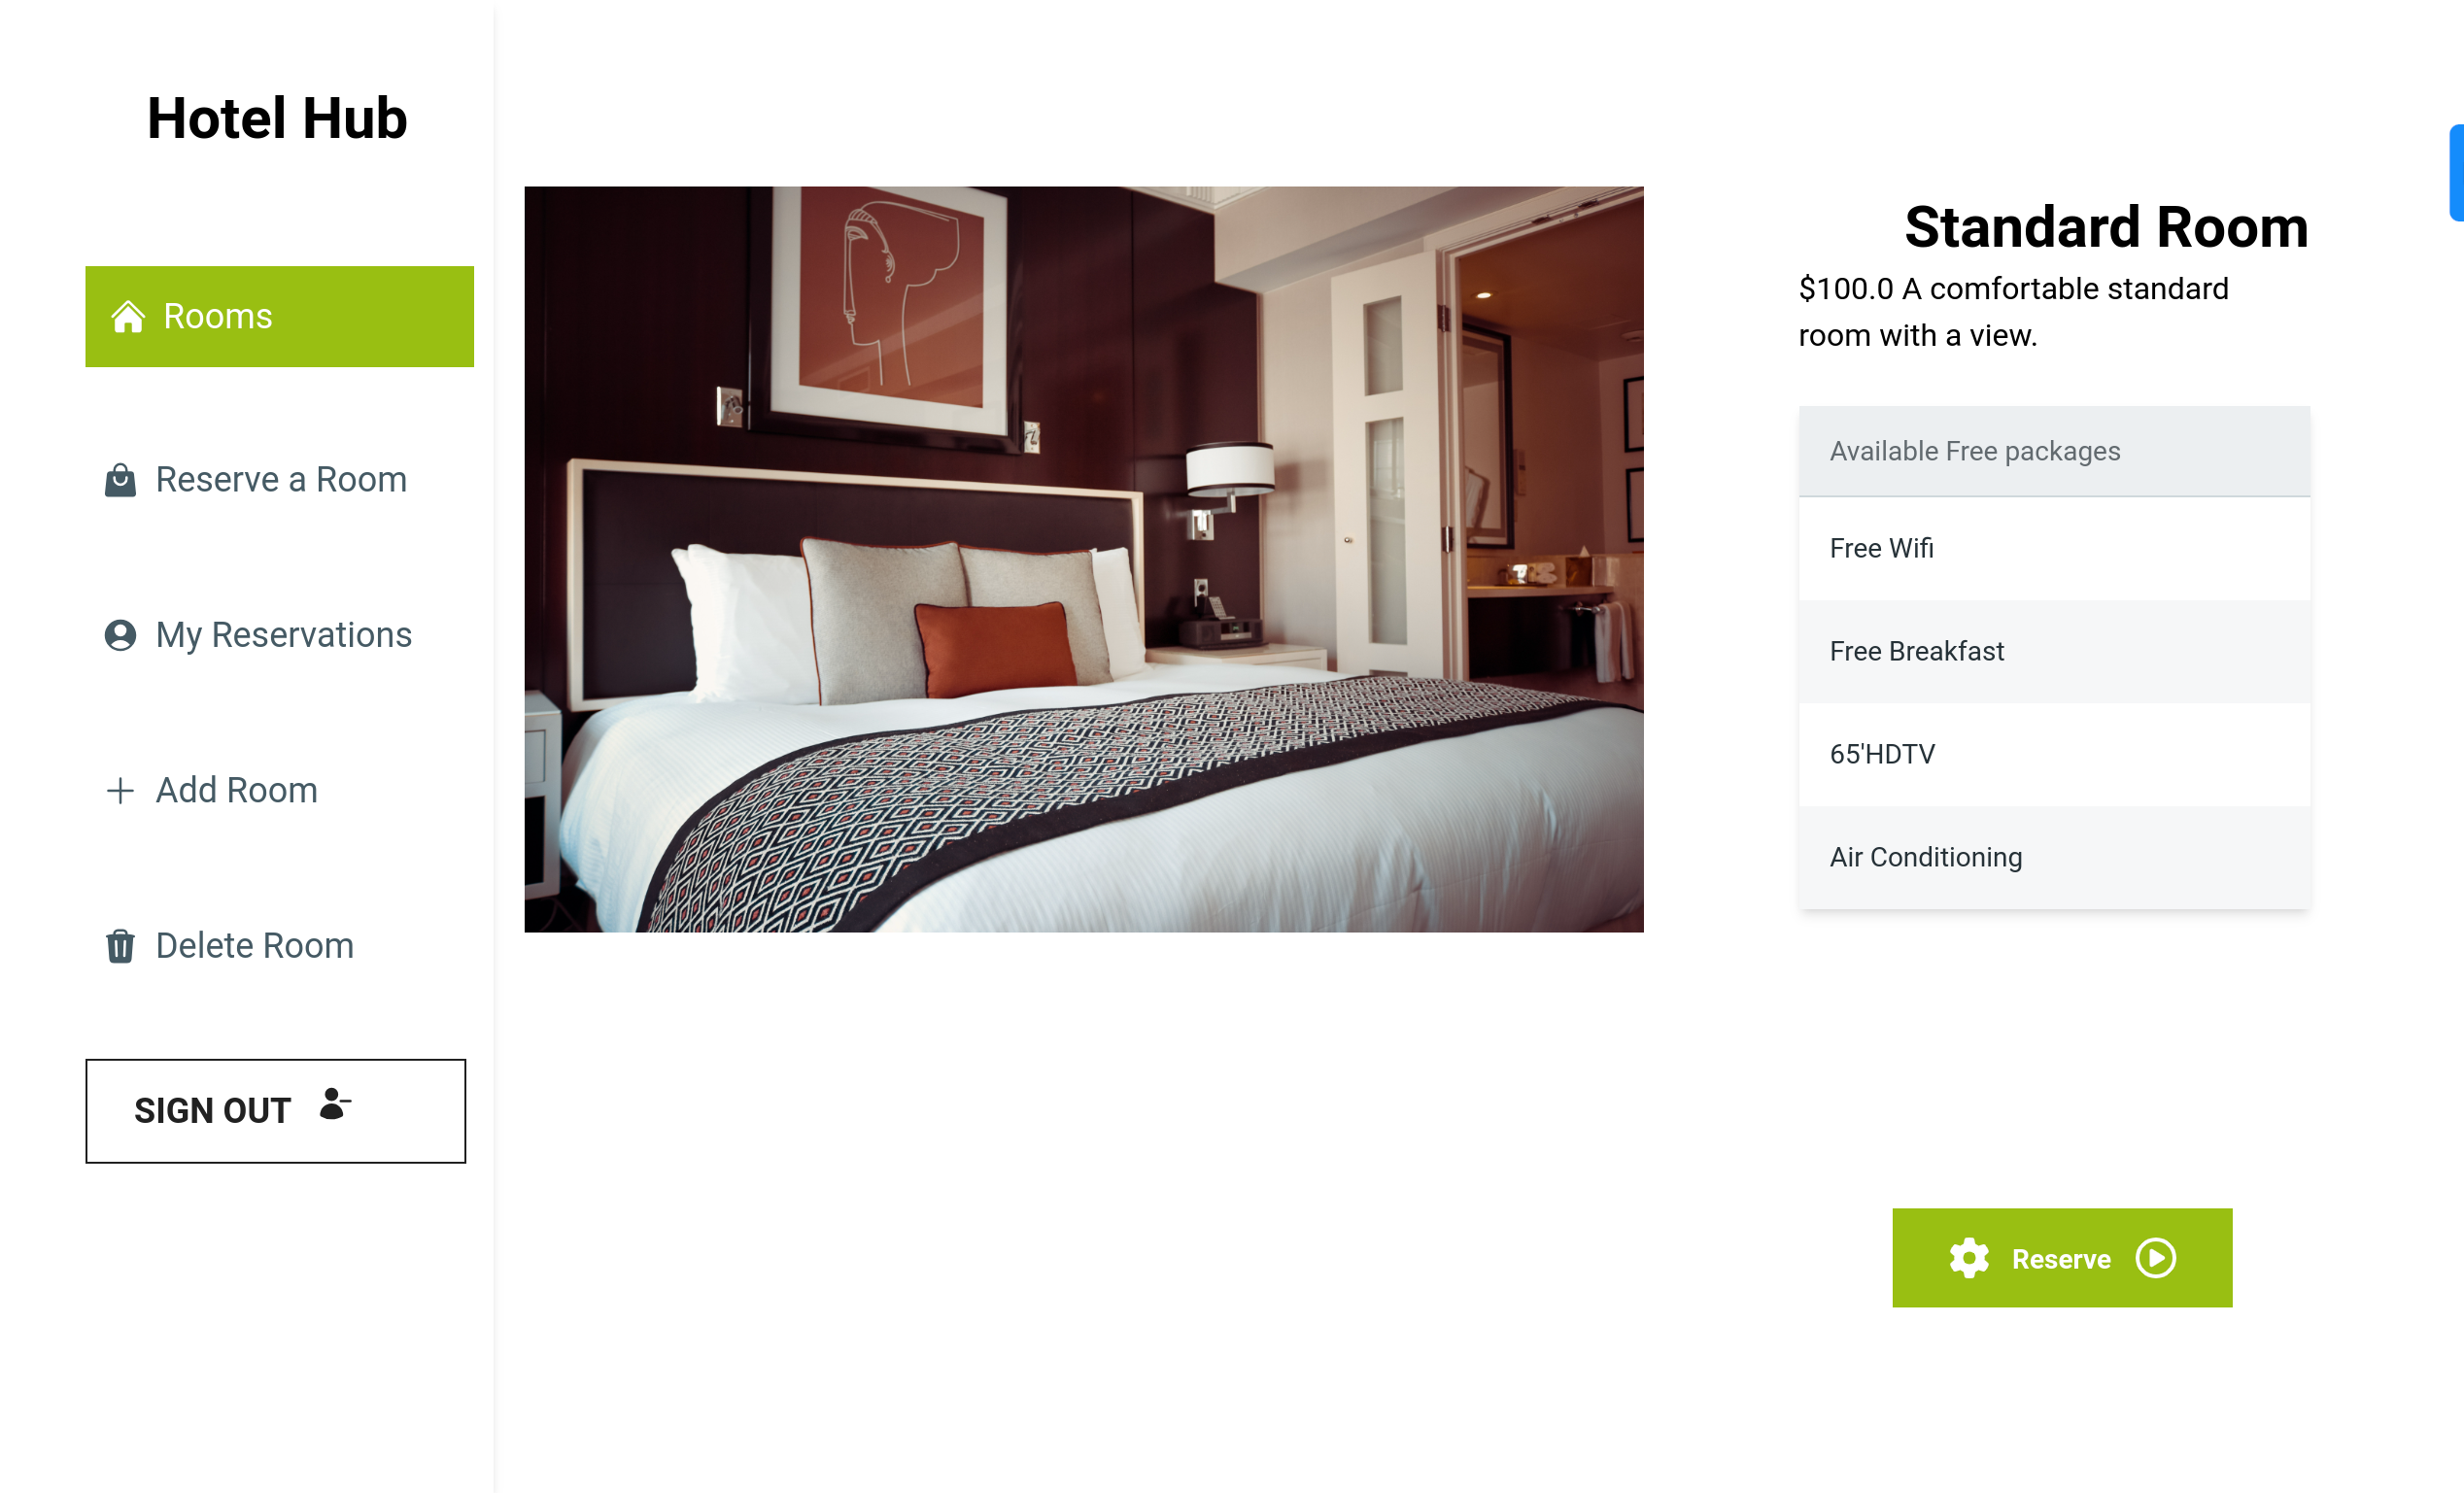 Hotel Hub
Rooms
Reserve a Room
My Reservations
Add Room
Delete Room
SIGN OUT
Standard Room
$100.0 A comfortable standard
room with a view.
Available Free packages
Free Wifi
Free Breakfast
65'HDTV
Air Conditioning
Reserve